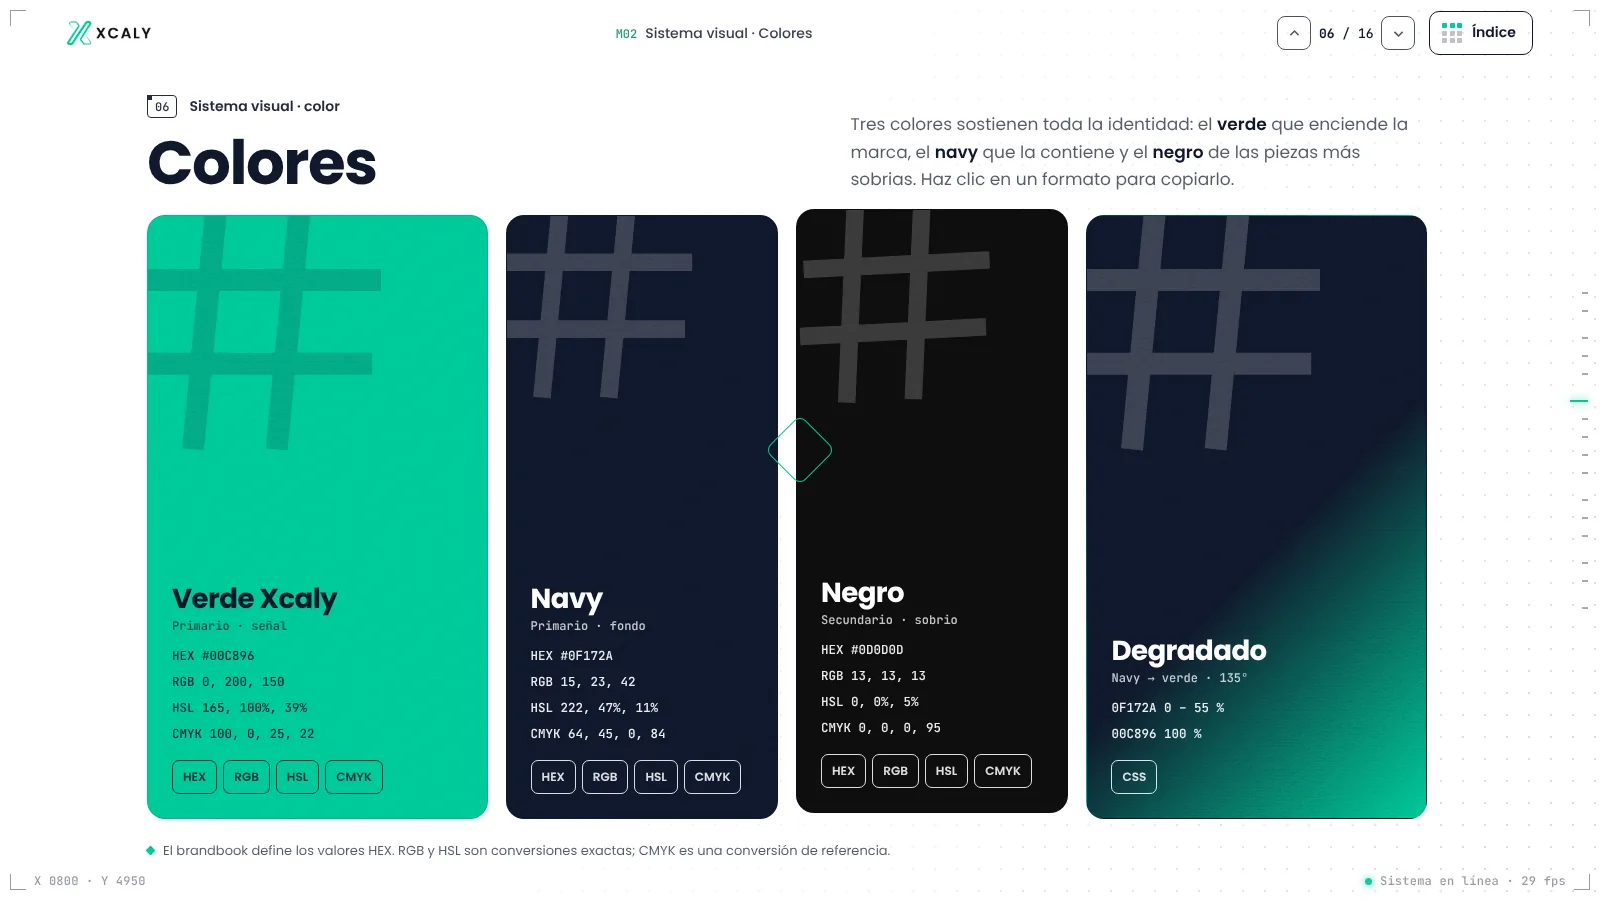 XCALY
M02 Sistema visual · Colores
06 / 16
Índice
06 Sistema visual · color
Colores
Tres colores sostienen toda la identidad: el verde que enciende la
marca, el navy que la contiene y el negro de las piezas más
sobrias. Haz clic en un formato para copiarlo.
Verde Xcaly
Primario · señal
HEX #00C896
RGB 0, 200, 150
HSL 165, 100%, 39%
CMYK 100, 0, 25, 22
HEX RGB HSL CMYK
Navy
Primario · fondo
HEX #0F172A
RGB 15, 23, 42
HSL 222, 47%, 11%
CMYK 64, 45, 0, 84
HEX RGB HSL CMYK
Negro
Secundario · sobrio
HEX #0D0D0D
RGB 13, 13, 13
HSL 0, 0%, 5%
CMYK 0, 0, 0, 95
HEX RGB HSL CMYK
Degradado
Navy → verde · 135°
0F172A 0 – 55 %
00C896 100 %
CSS
El brandbook define los valores HEX. RGB y HSL son conversiones exactas; CMYK es una conversión de referencia.
X 0800 · Y 4950
Sistema en línea · 29 fps